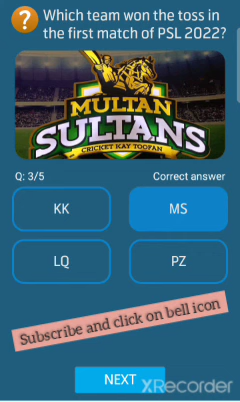 Which team won the toss in
the first match of PSL 2022?
MULTAN
SULTANS
CRICKET KAY TOOFAN
Q: 3/5 Correct answer
KK MS
LQ PZ
Subscribe and click on bell icon
NEXT
XRecorder